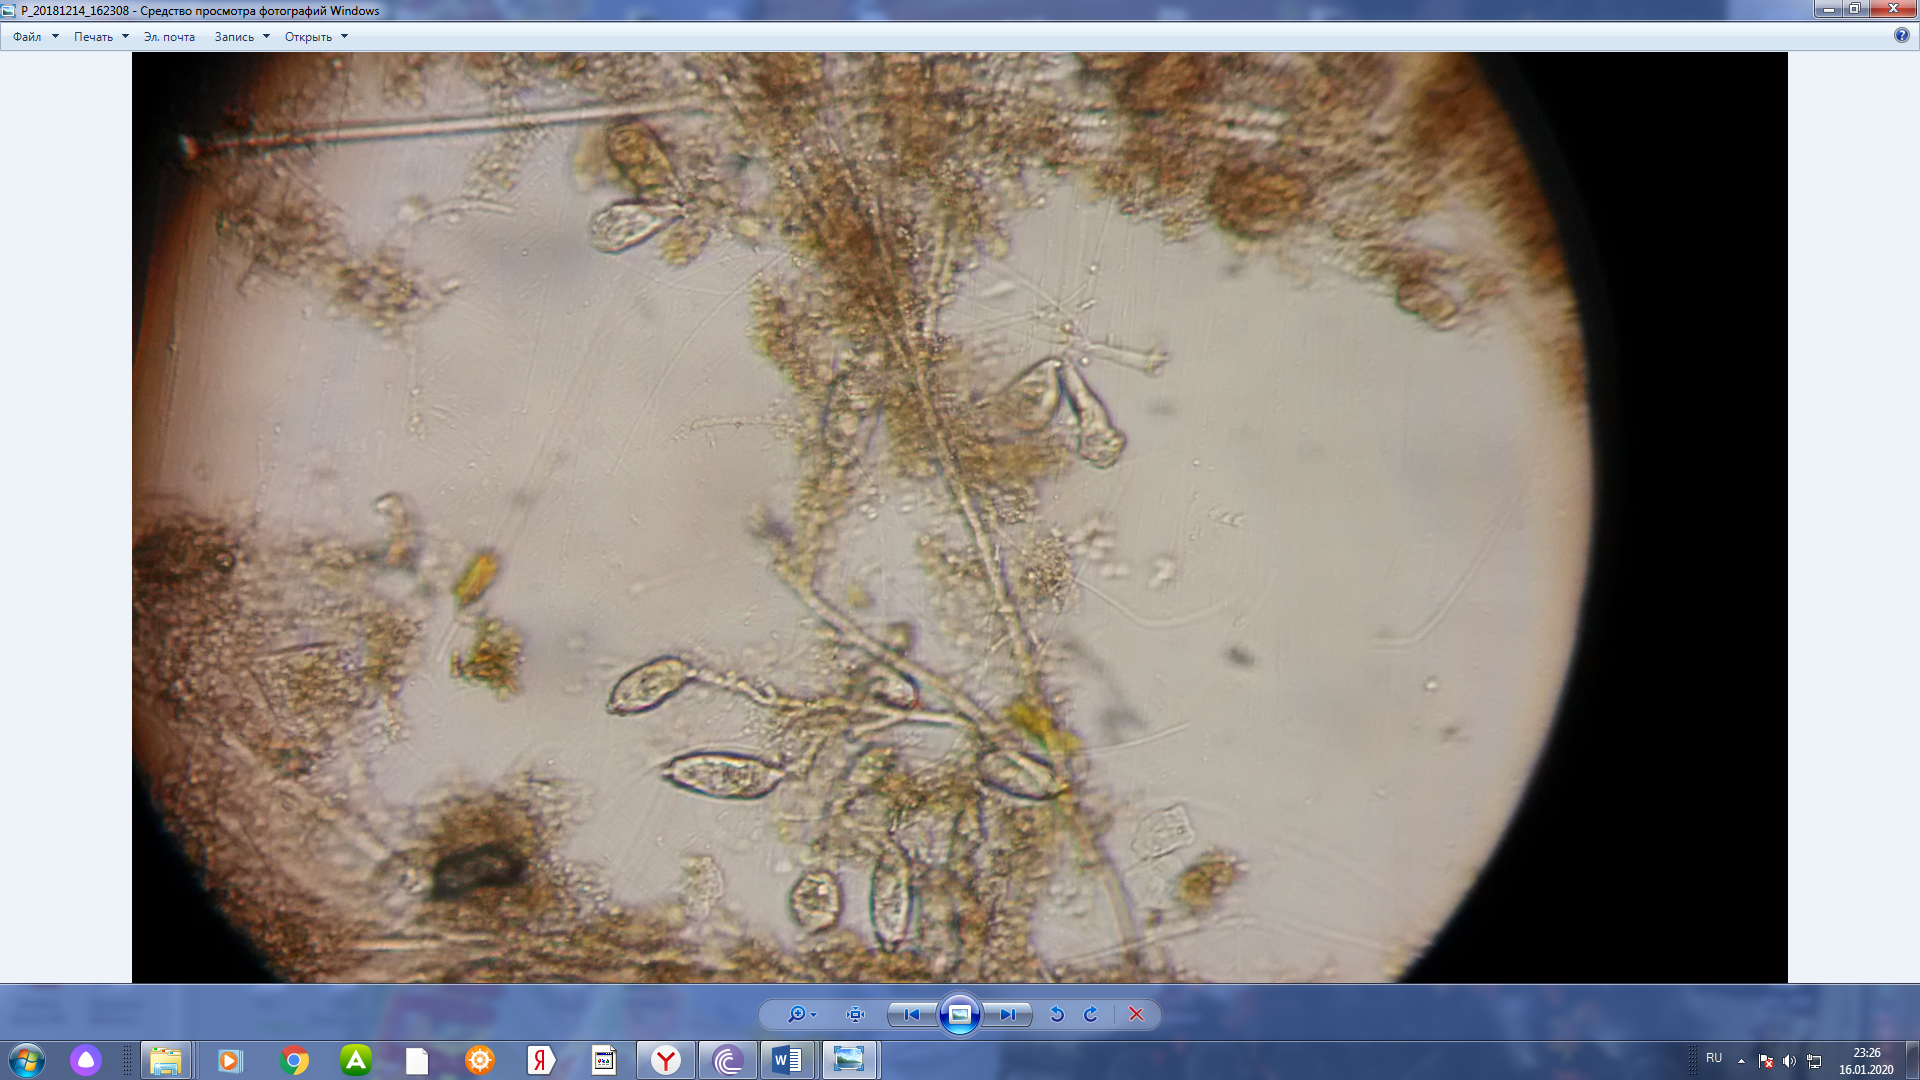 P_20181214_162308 - Средство просмотра фотографий Windows
Файл Печать Эл. почта Запись Открыть
RU
23:26
16.01.2020